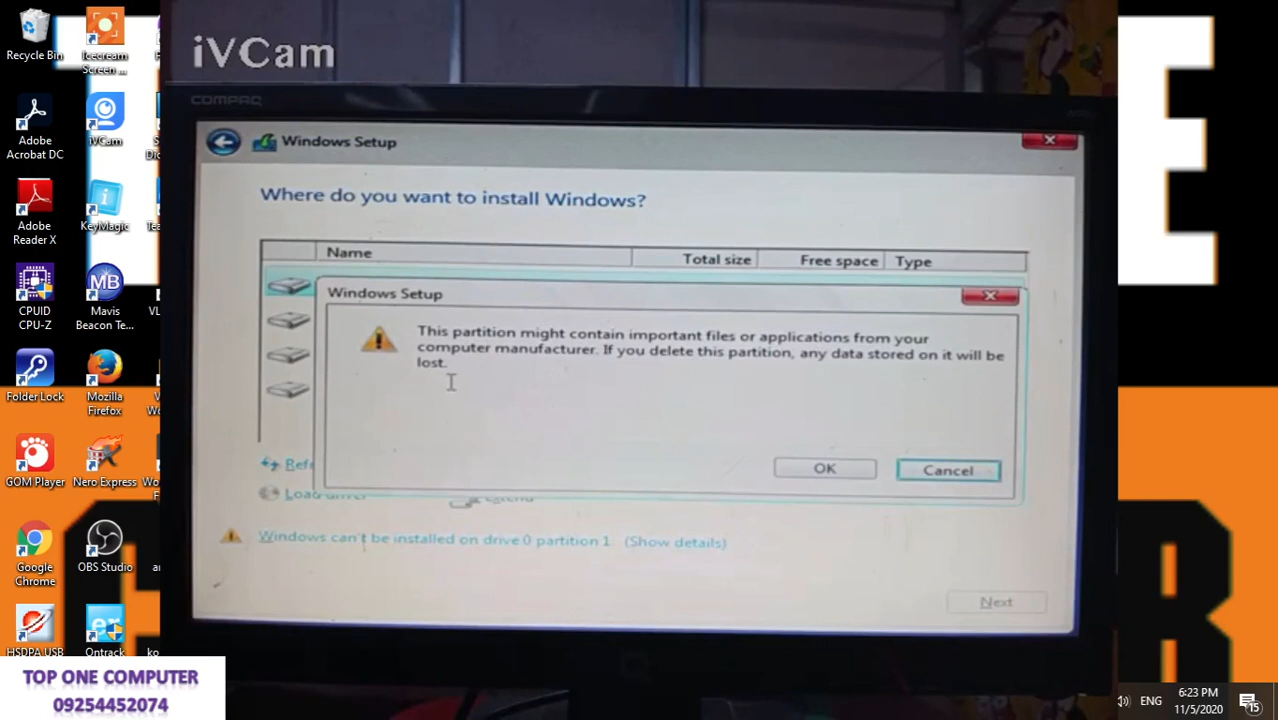 Recycle Bin
Icecream
Screen ...
Adobe
Acrobat DC
iVCam
Adobe
Reader X
KeyMagic
CPUID
CPU-Z
Mavis
Beacon Te...
Folder Lock
Mozilla
Firefox
GOM Player
Nero Express
Google
Chrome
OBS Studio
HSDPA USB
Ontrack
iVCam
COMPAQ
Windows Setup
Where do you want to install Windows?
Name Total size Free space Type
Windows Setup
This partition might contain important files or applications from your
computer manufacturer. If you delete this partition, any data stored on it will be
lost.
OK Cancel
Refr
Load driver Extend
Windows can't be installed on drive 0 partition 1. (Show details)
Next
TOP ONE COMPUTER
09254452074
ENG
6:23 PM
11/5/2020
15